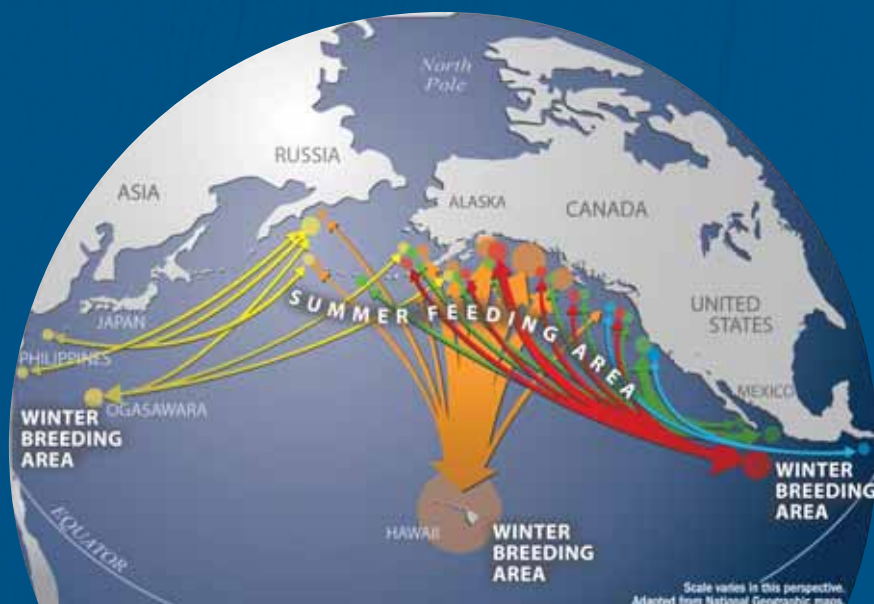 North
Pole
RUSSIA
ASIA
ALASKA
CANADA
SUMMER FEEDING AREA
UNITED
STATES
JAPAN
PHILIPPINES
MEXICO
OGASAWARA
WINTER
BREEDING
AREA
WINTER
BREEDING
AREA
EQUATOR
HAWAII
WINTER
BREEDING
AREA
Scale varies in this perspective.
Adapted from National Geographic maps.